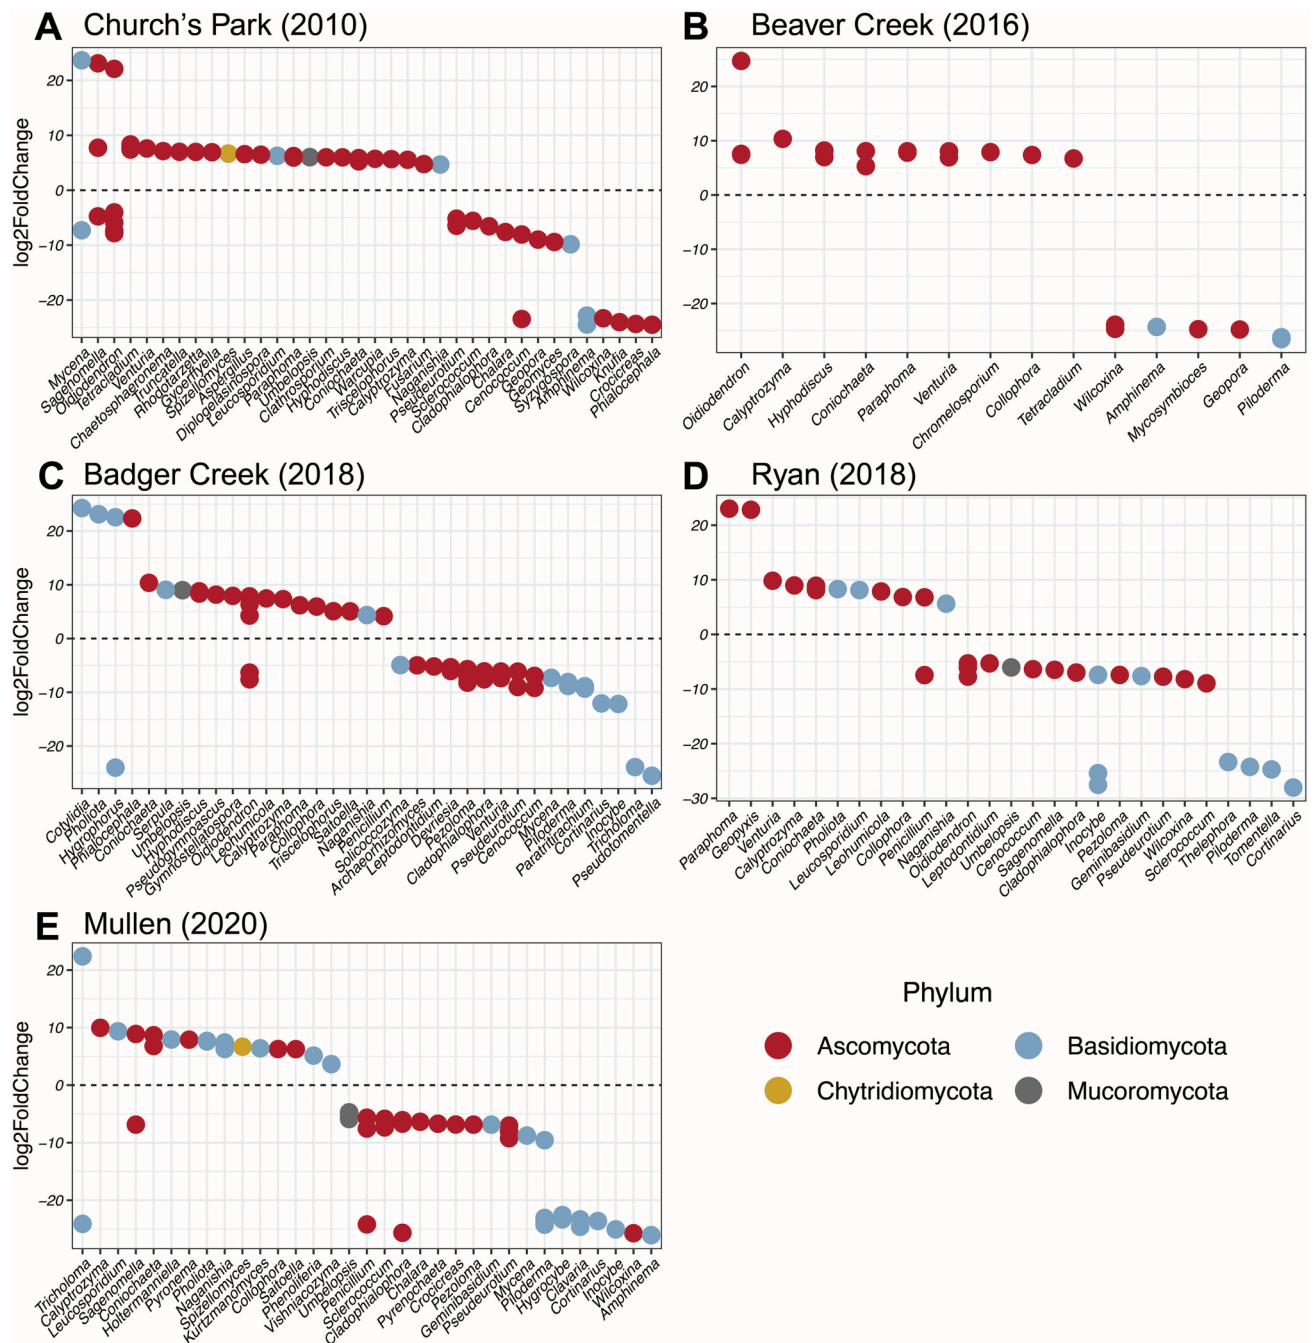 A Church's Park (2010)
log2FoldChange
20
10
0
−10
−20
Mycena
Sagenomella
Oidiodendron
Tetracladium
Venturia
Chaetosphaeronema
Truncatella
Rhodotarzetta
Sycerphyella
Spizellomyces
Aspergillus
Diplogelasinospora
Leucosporidium
Paraphoma
Umbelopsis
Clathrosporum
Hyphodiscus
Coniochaeta
Warcupia
Triscelophorus
Calyptrozyma
Fusarium
Naganishia
Pseudeurotium
Sclerococcum
Cladophialophora
Chalara
Cenococcum
Geopora
Geomyces
Syzygospora
Amphinema
Wilcoxina
Knufia
Crocicreas
Phialocephala
B Beaver Creek (2016)
20
10
0
−10
−20
Oidiodendron
Calyptrozyma
Hyphodiscus
Coniochaeta
Paraphoma
Venturia
Chromelosporium
Collophora
Tetracladium
Wilcoxina
Amphinema
Mycosymbioces
Geopora
Piloderma
C Badger Creek (2018)
log2FoldChange
20
10
0
−10
−20
Cotylidia
Pholiota
Hygrophorus
Phialocephala
Coniochaeta
Serpula
Umbelopsis
Hyphodiscus
Pseudogymnoascus
Gymnostellatospora
Oidiodendron
Leohumicola
Calyptrozyma
Paraphoma
Collophora
Triscelophorus
Saitoella
Naganishia
Penicillium
Solicoccozyma
Archaeorhizomyces
Leptodontidium
Devriesia
Pezoloma
Cladophialophora
Venturia
Pseudeurotium
Cenococcum
Mycena
Piloderma
Paratritirachium
Cortinarius
Inocybe
Tricholoma
Pseudotomentella
D Ryan (2018)
20
10
0
−10
−20
−30
Paraphoma
Geopyxis
Venturia
Calyptrozyma
Coniochaeta
Pholiota
Leucosporidium
Leohumicola
Collophora
Penicillium
Naganishia
Oidiodendron
Leptodontidium
Umbelopsis
Cenococcum
Sagenomella
Cladophialophora
Inocybe
Pezoloma
Geminibasidium
Pseudeurotium
Wilcoxina
Sclerococcum
Thelephora
Piloderma
Tomentella
Cortinarius
E Mullen (2020)
log2FoldChange
20
10
0
−10
−20
Tricholoma
Calyptrozyma
Leucosporidium
Sagenomella
Coniochaeta
Holtermanniella
Pyronema
Pholiota
Naganishia
Spizellomyces
Kurtzmanomyces
Collophora
Saitoella
Phenoliferia
Vishniacozyma
Umbelopsis
Penicillium
Sclerococcum
Cladophialophora
Chalara
Pyrenochaeta
Crocicreas
Pezoloma
Geminibasidium
Pseudeurotium
Mycena
Piloderma
Hygrocybe
Clavaria
Cortinarius
Inocybe
Wilcoxina
Amphinema
Phylum
Ascomycota
Basidiomycota
Chytridiomycota
Mucoromycota